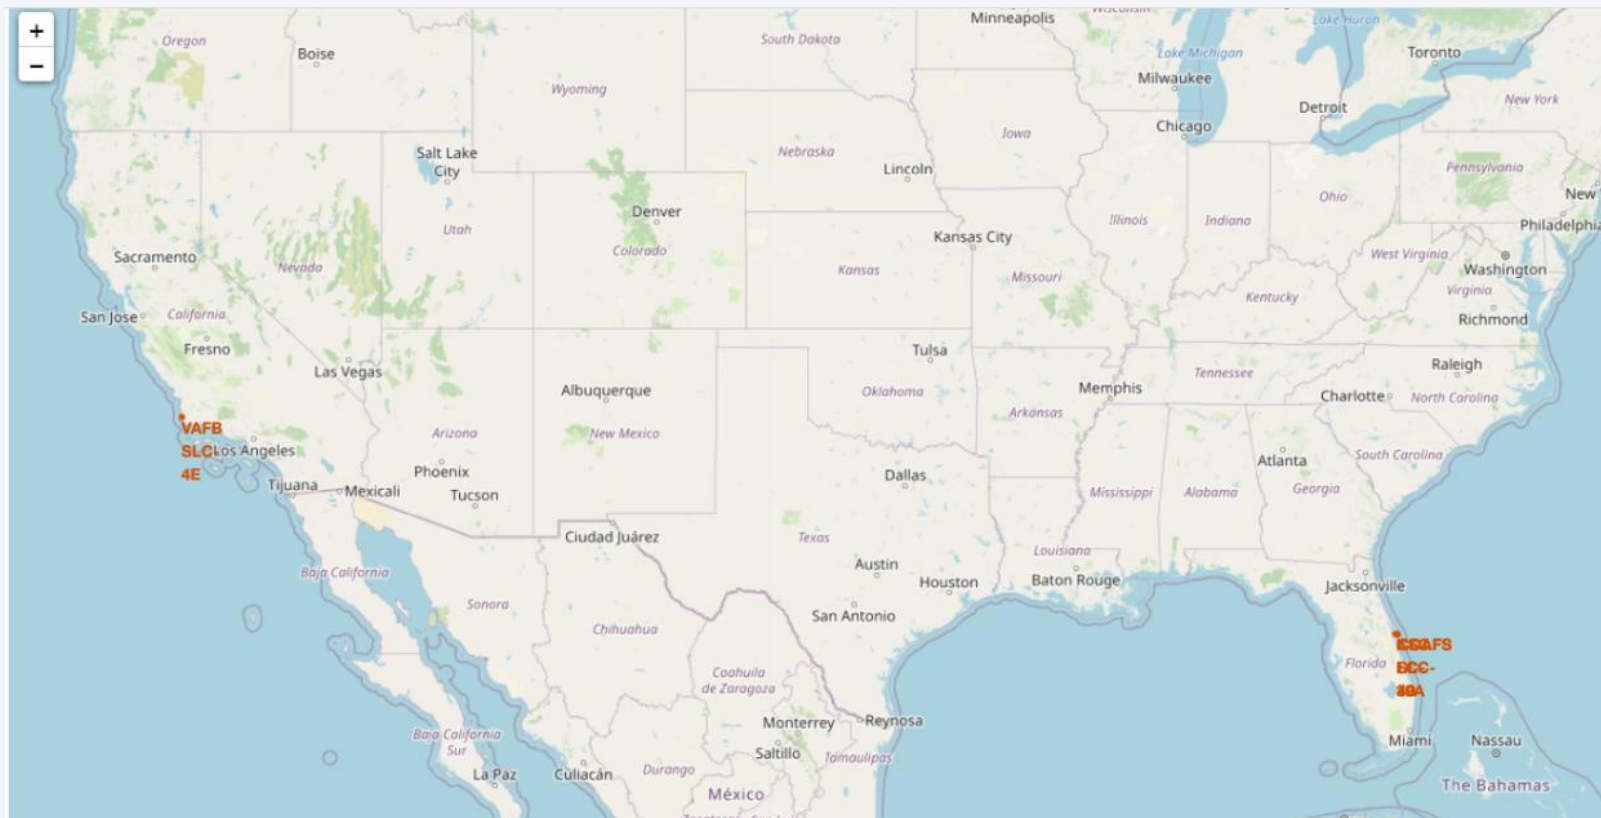 +
−
Oregon
Boise
South Dakota
Minneapolis
Wisconsin
Lake Huron
Lake Michigan
Toronto
Milwaukee
Wyoming
Detroit
New York
Chicago
Iowa
Salt Lake
City
Nebraska
Lincoln
Pennsylvania
Ohio
New
Denver
Illinois
Indiana
Philadelphia
Utah
Kansas City
Colorado
West Virginia
Sacramento
Nevada
Kansas
Missouri
Washington
Virginia
Kentucky
San Jose
California
Richmond
Fresno
Tulsa
Raleigh
Las Vegas
Tennessee
Albuquerque
Oklahoma
Memphis
Charlotte
North Carolina
Arkansas
VAFB
SLC-
4E
Arizona
New Mexico
Los Angeles
Atlanta
South Carolina
Phoenix
Dallas
Tijuana
Mexicali
Tucson
Mississippi
Alabama
Georgia
Ciudad Juárez
Texas
Louisiana
Austin
Baja California
Houston
Baton Rouge
Jacksonville
Sonora
San Antonio
Chihuahua
Florida
Coahuila
de Zaragoza
Monterrey
Reynosa
Baja California
Sur
Saltillo
Tamaulipas
Miami
Nassau
La Paz
Culiacán
Durango
The Bahamas
México